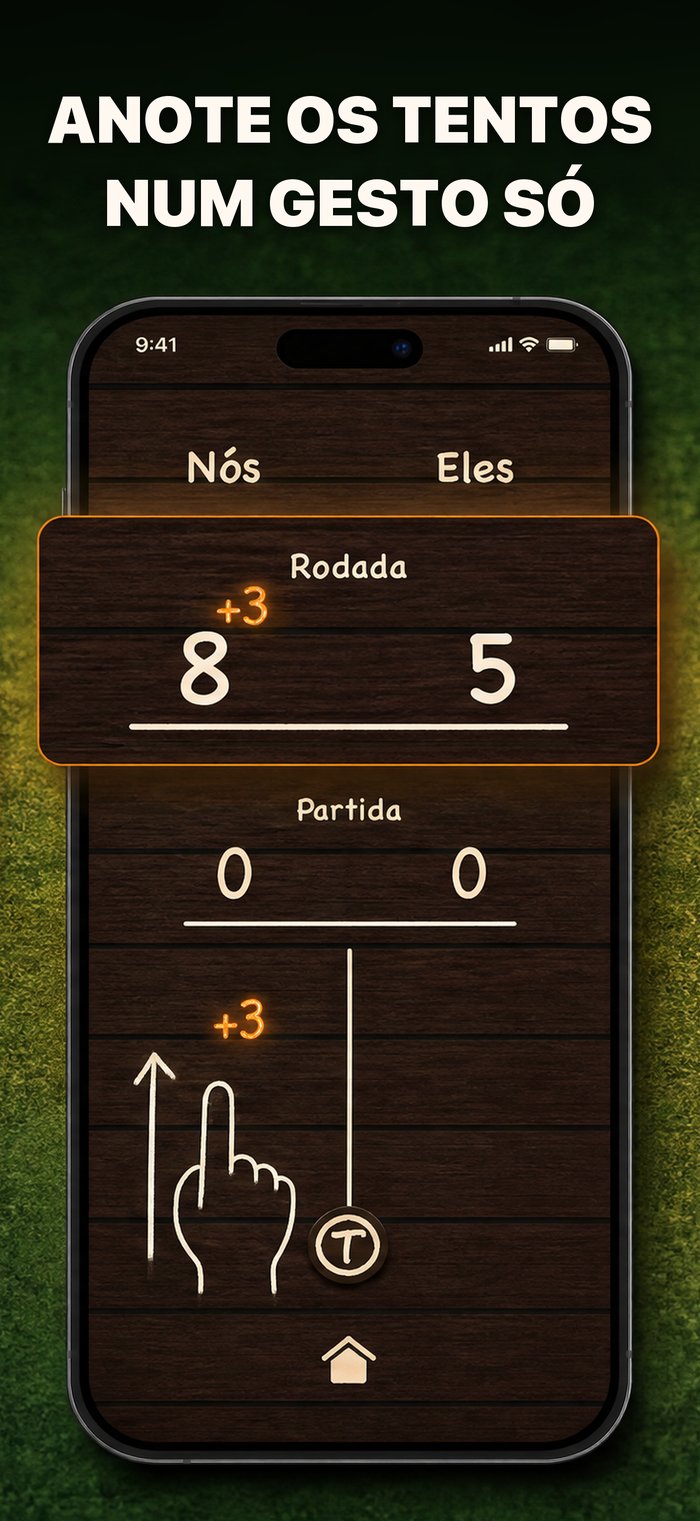 ANOTE OS TENTOS
NUM GESTO SÓ
9:41
Nós Eles
Rodada
+3
8 5
Partida
0 0
+3
T